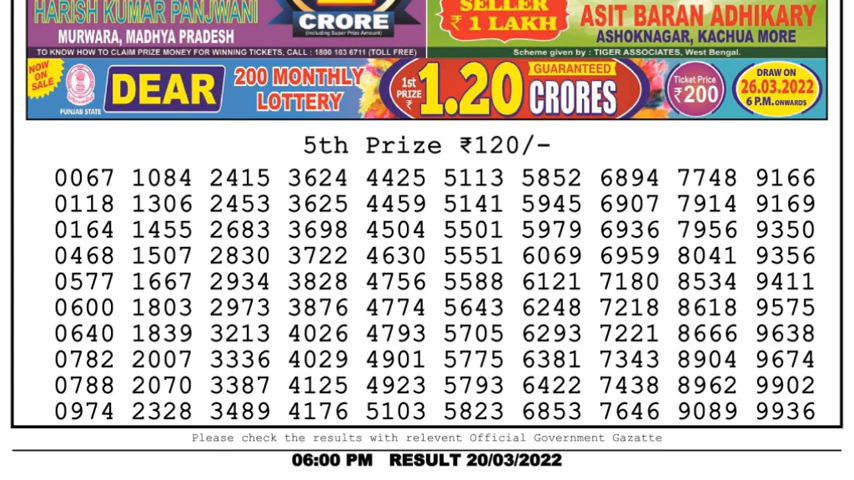 HARISH KUMAR PANJWANI
MURWARA, MADHYA PRADESH
CRORE
(Including Super Prize Amount)
SELLER
₹ 1 LAKH
ASIT BARAN ADHIKARY
ASHOKNAGAR, KACHUA MORE
TO KNOW HOW TO CLAIM PRIZE MONEY FOR WINNING TICKETS, CALL : 1800 103 6711 (TOLL FREE)
Scheme given by : TIGER ASSOCIATES, West Bengal.
NOW ON SALE
PUNJAB STATE
DEAR
200 MONTHLY
LOTTERY
1st PRIZE ₹
1.20
GUARANTEED
CRORES
Ticket Price
₹200
DRAW ON
26.03.2022
6 P.M. ONWARDS
5th Prize ₹120/-
0067 1084 2415 3624 4425 5113 5852 6894 7748 9166
0118 1306 2453 3625 4459 5141 5945 6907 7914 9169
0164 1455 2683 3698 4504 5501 5979 6936 7956 9350
0468 1507 2830 3722 4630 5551 6069 6959 8041 9356
0577 1667 2934 3828 4756 5588 6121 7180 8534 9411
0600 1803 2973 3876 4774 5643 6248 7218 8618 9575
0640 1839 3213 4026 4793 5705 6293 7221 8666 9638
0782 2007 3336 4029 4901 5775 6381 7343 8904 9674
0788 2070 3387 4125 4923 5793 6422 7438 8962 9902
0974 2328 3489 4176 5103 5823 6853 7646 9089 9936
Please check the results with relevent Official Government Gazatte
06:00 PM RESULT 20/03/2022